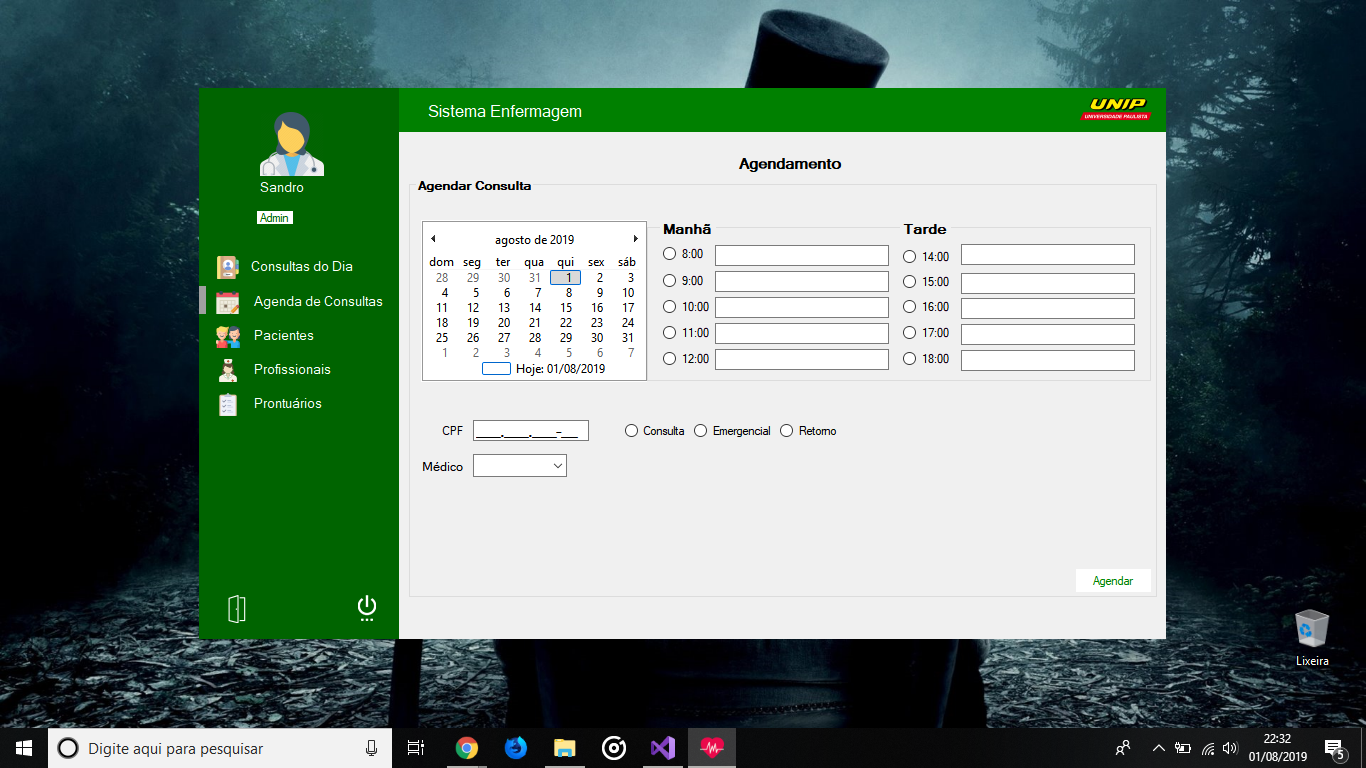 Sistema Enfermagem
UNIP
UNIVERSIDADE PAULISTA
Sandro
Admin
Consultas do Dia
Agenda de Consultas
Pacientes
Profissionais
Prontuários
Agendamento
Agendar Consulta
agosto de 2019
dom seg ter qua qui sex sáb
28 29 30 31 1 2 3
4 5 6 7 8 9 10
11 12 13 14 15 16 17
18 19 20 21 22 23 24
25 26 27 28 29 30 31
1 2 3 4 5 6 7
Hoje: 01/08/2019
Manhã
8:00
9:00
10:00
11:00
12:00
Tarde
14:00
15:00
16:00
17:00
18:00
CPF ___.___.___-__
Consulta Emergencial Retorno
Médico
Agendar
Lixeira
Digite aqui para pesquisar
22:32
01/08/2019
5